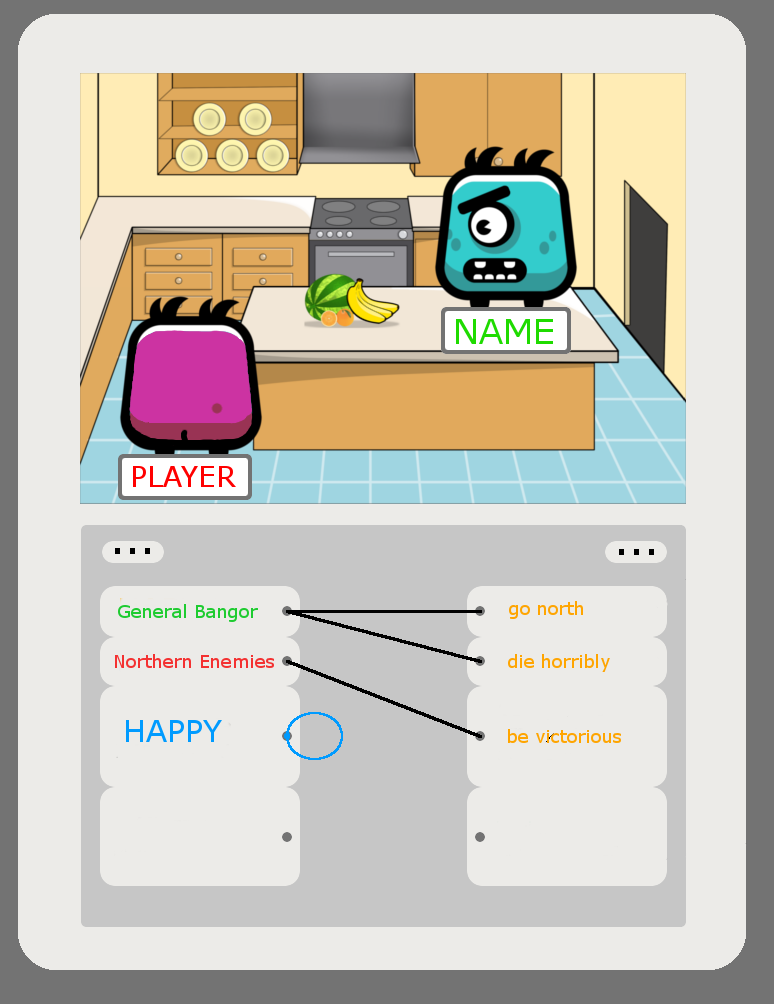 NAME
PLAYER
General Bangor
go north
Northern Enemies
die horribly
HAPPY
be victorious